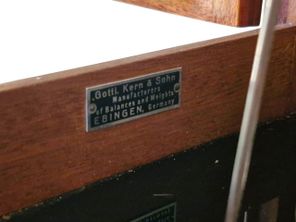 Gottl. Kern & Sohn
Manufacturers
of Balances and Weights
EBINGEN, Germany